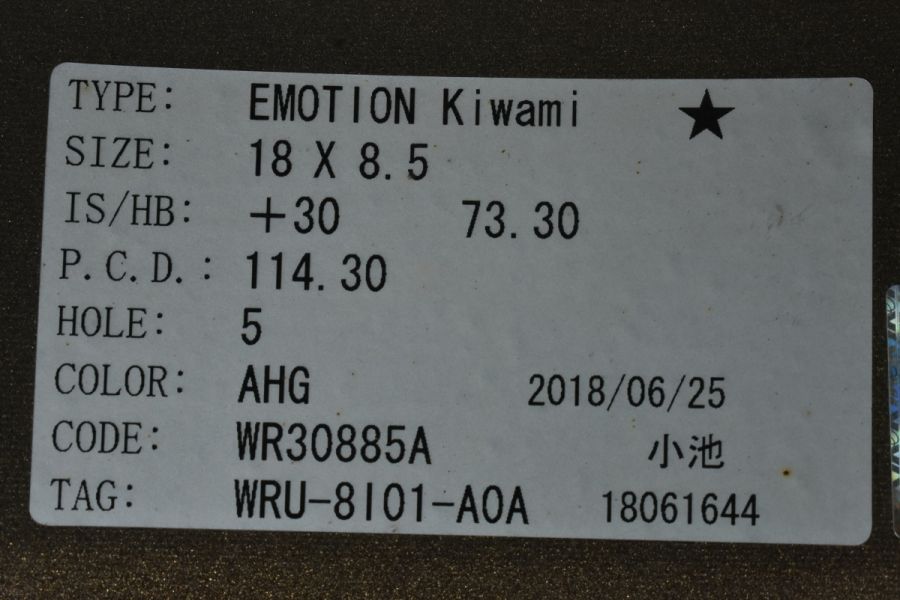 TYPE: EMOTION Kiwami ★
SIZE: 18 X 8.5
IS/HB: +30 73.30
P.C.D.: 114.30
HOLE: 5
COLOR: AHG 2018/06/25
CODE: WR30885A 小池
TAG: WRU-8I01-A0A 18061644